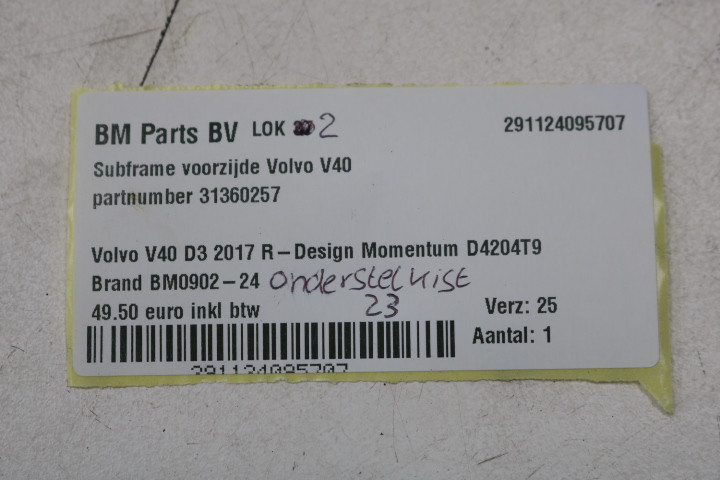 BM Parts BV LOK 2 291124095707
Subframe voorzijde Volvo V40
partnumber 31360257
Volvo V40 D3 2017 R-Design Momentum D4204T9
Brand BM0902-24 Onderstelkist
23
49.50 euro inkl btw Verz: 25
Aantal: 1
291124095707